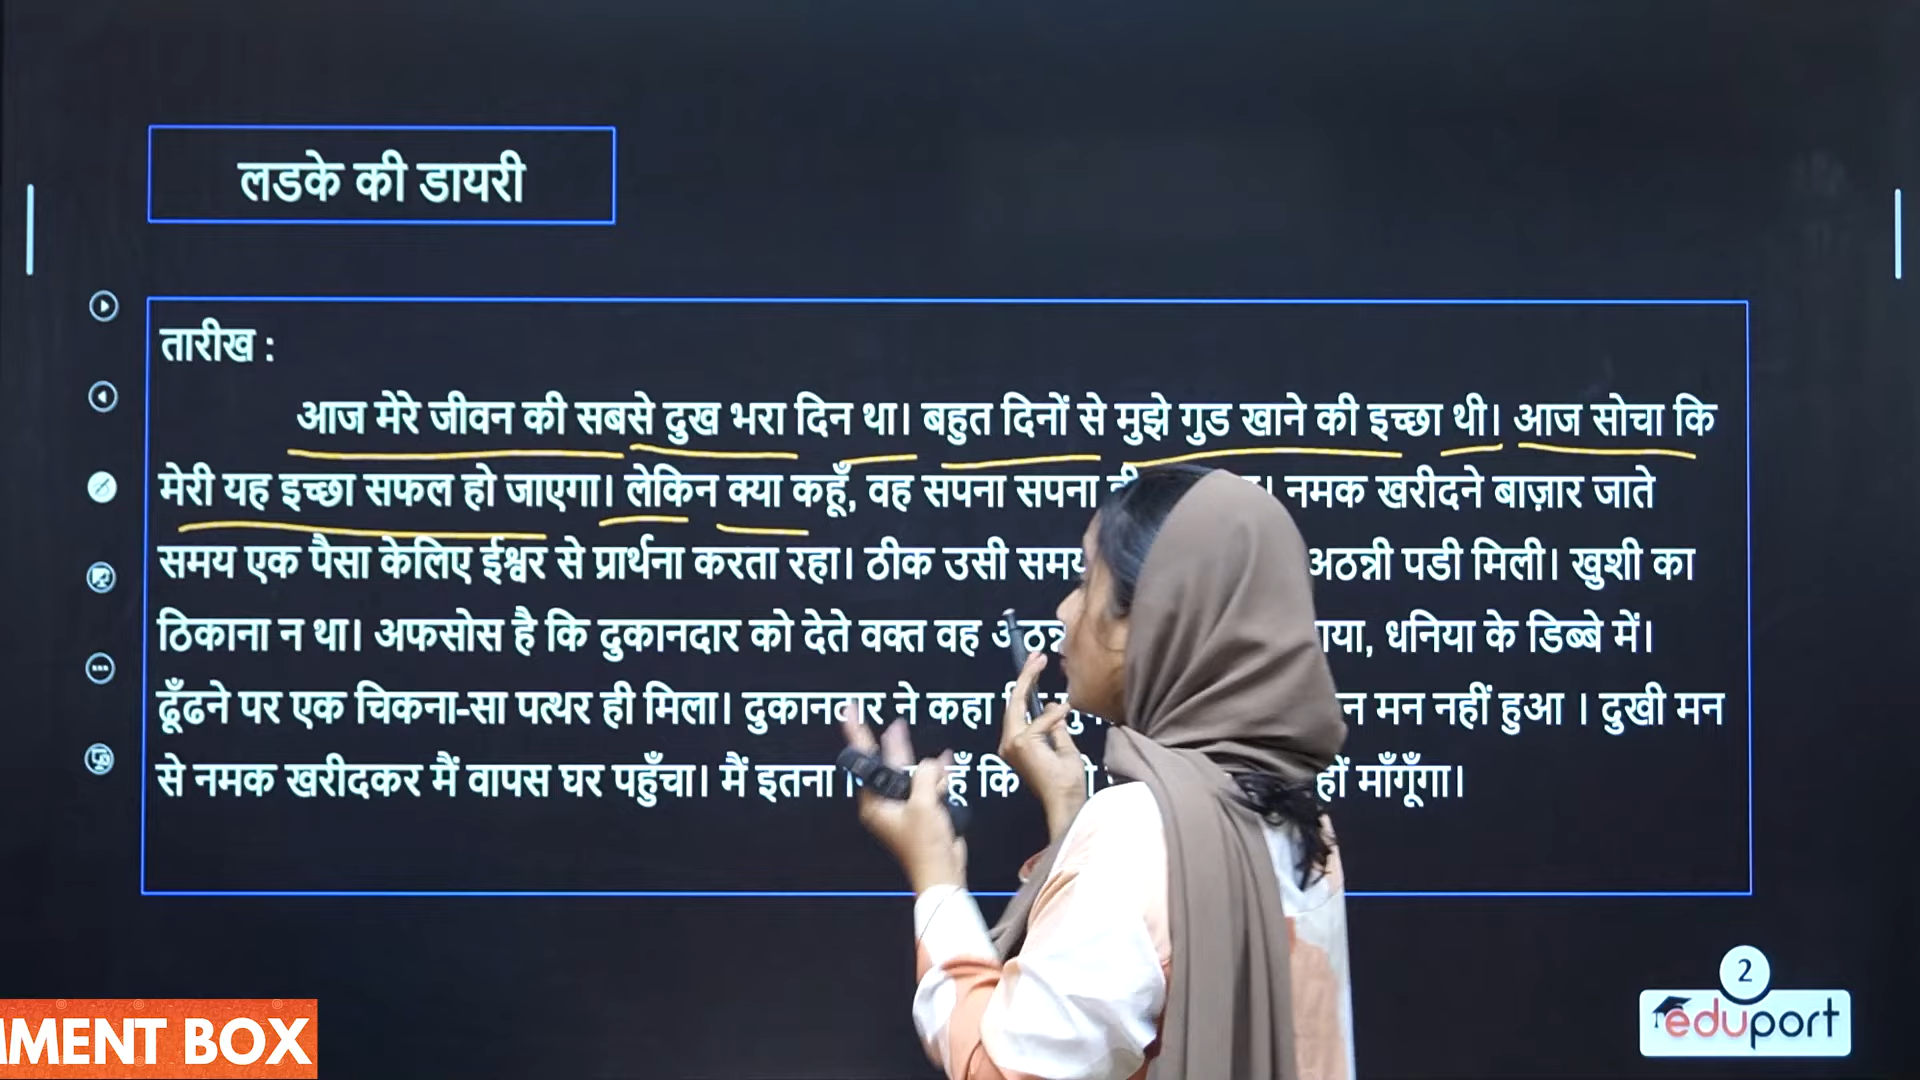 लडके की डायरी
तारीख :
आज मेरे जीवन की सबसे दुख भरा दिन था। बहुत दिनों से मुझे गुड खाने की इच्छा थी। आज सोचा कि
मेरी यह इच्छा सफल हो जाएगा। लेकिन क्या कहूँ, वह सपना सपना नमक खरीदने बाज़ार जाते
समय एक पैसा केलिए ईश्वर से प्रार्थना करता रहा। ठीक उसी समय अठन्नी पडी मिली। खुशी का
ठिकाना न था। अफसोस है कि दुकानदार को देते वक्त वह धनिया के डिब्बे में।
ढूँढने पर एक चिकना-सा पत्थर ही मिला। दुकानदार ने कहा मन नहीं हुआ । दुखी मन
से नमक खरीदकर मैं वापस घर पहुँचा। मैं इतना हूँ कि माँगूँगा।
2
eduport
MENT BOX